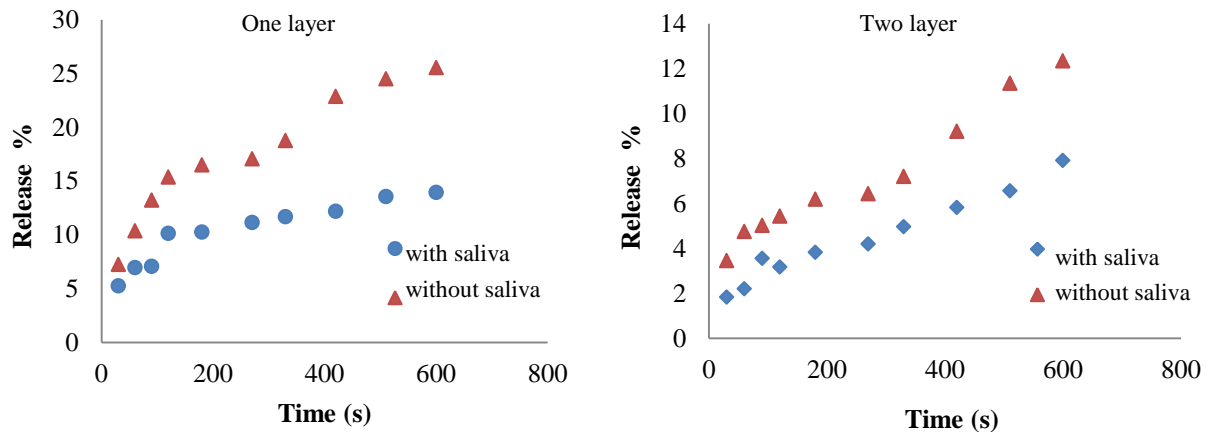 One layer
Release %
30
25
20
15
10
5
0
with saliva
without saliva
0 200 400 600 800
Time (s)
Two layer
Release %
14
12
10
8
6
4
2
0
with saliva
without saliva
0 200 400 600 800
Time (s)